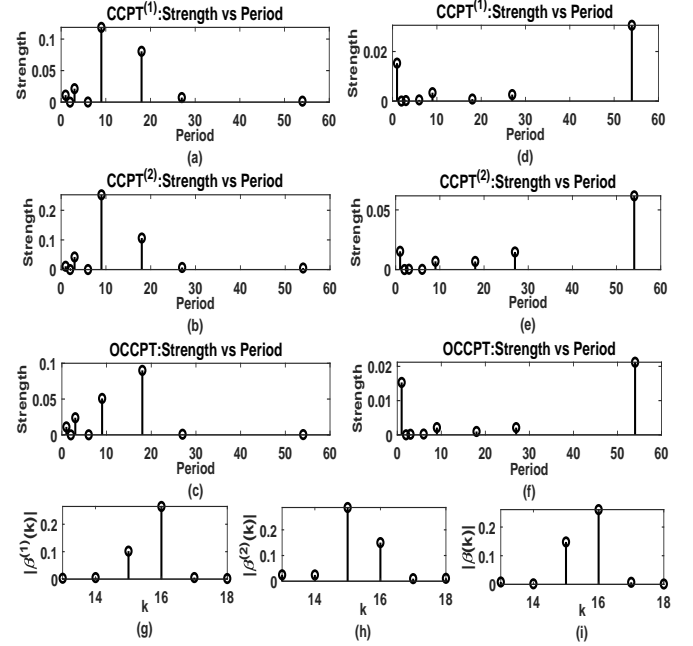 CCPT(1):Strength vs Period
Strength
0.1
0.05
0
0 10 20 30 40 50 60
Period
(a)
CCPT(1):Strength vs Period
Strength
0.02
0
0 10 20 30 40 50 60
Period
(d)
CCPT(2):Strength vs Period
Strength
0.2
0.1
0
0 10 20 30 40 50 60
Period
(b)
CCPT(2):Strength vs Period
Strength
0.05
0
0 10 20 30 40 50 60
Period
(e)
OCCPT:Strength vs Period
Strength
0.1
0.05
0
0 10 20 30 40 50 60
Period
(c)
OCCPT:Strength vs Period
Strength
0.02
0.01
0
0 10 20 30 40 50 60
Period
(f)
|β(1)(k)|
0.2
0.1
0
14 16 18
k
(g)
|β(2)(k)|
0.2
0.1
0
14 16 18
k
(h)
|β(k)|
0.2
0.1
0
14 16 18
k
(i)